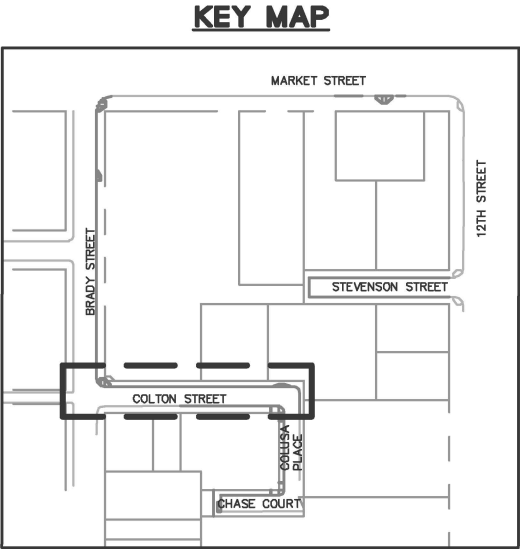 KEY MAP
MARKET STREET
12TH STREET
BRADY STREET
STEVENSON STREET
COLTON STREET
COLUSA
PLACE
CHASE COURT